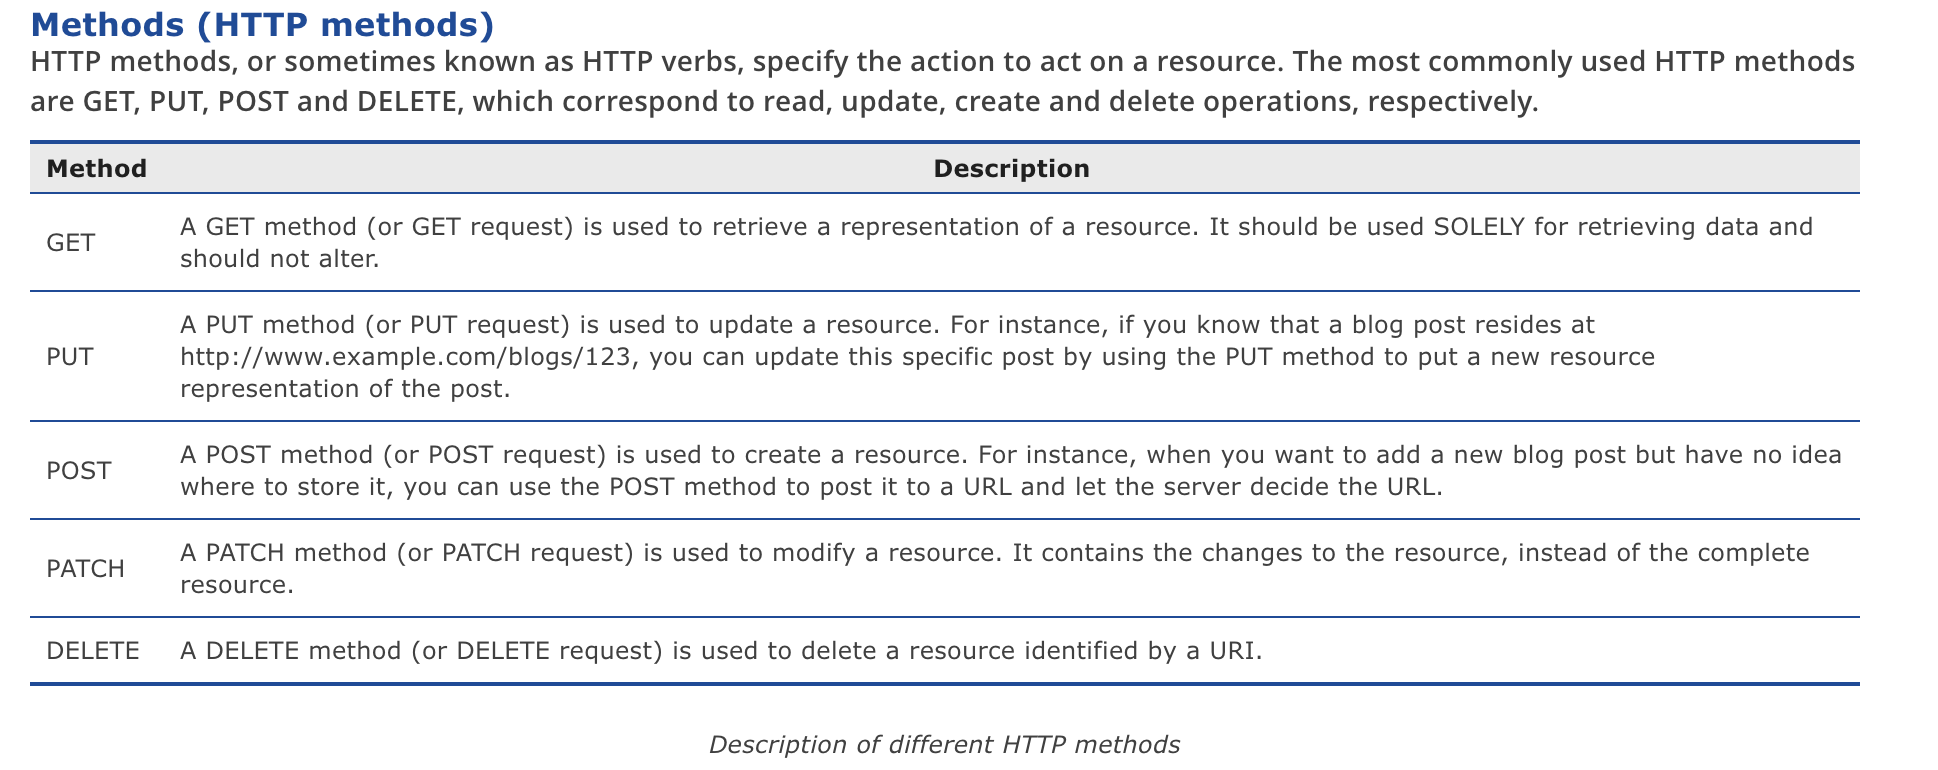 Methods (HTTP methods)
HTTP methods, or sometimes known as HTTP verbs, specify the action to act on a resource. The most commonly used HTTP methods
are GET, PUT, POST and DELETE, which correspond to read, update, create and delete operations, respectively.
Method Description
GET
A GET method (or GET request) is used to retrieve a representation of a resource. It should be used SOLELY for retrieving data and
should not alter.
PUT
A PUT method (or PUT request) is used to update a resource. For instance, if you know that a blog post resides at
http://www.example.com/blogs/123, you can update this specific post by using the PUT method to put a new resource
representation of the post.
POST
A POST method (or POST request) is used to create a resource. For instance, when you want to add a new blog post but have no idea
where to store it, you can use the POST method to post it to a URL and let the server decide the URL.
PATCH
A PATCH method (or PATCH request) is used to modify a resource. It contains the changes to the resource, instead of the complete
resource.
DELETE A DELETE method (or DELETE request) is used to delete a resource identified by a URI.
Description of different HTTP methods